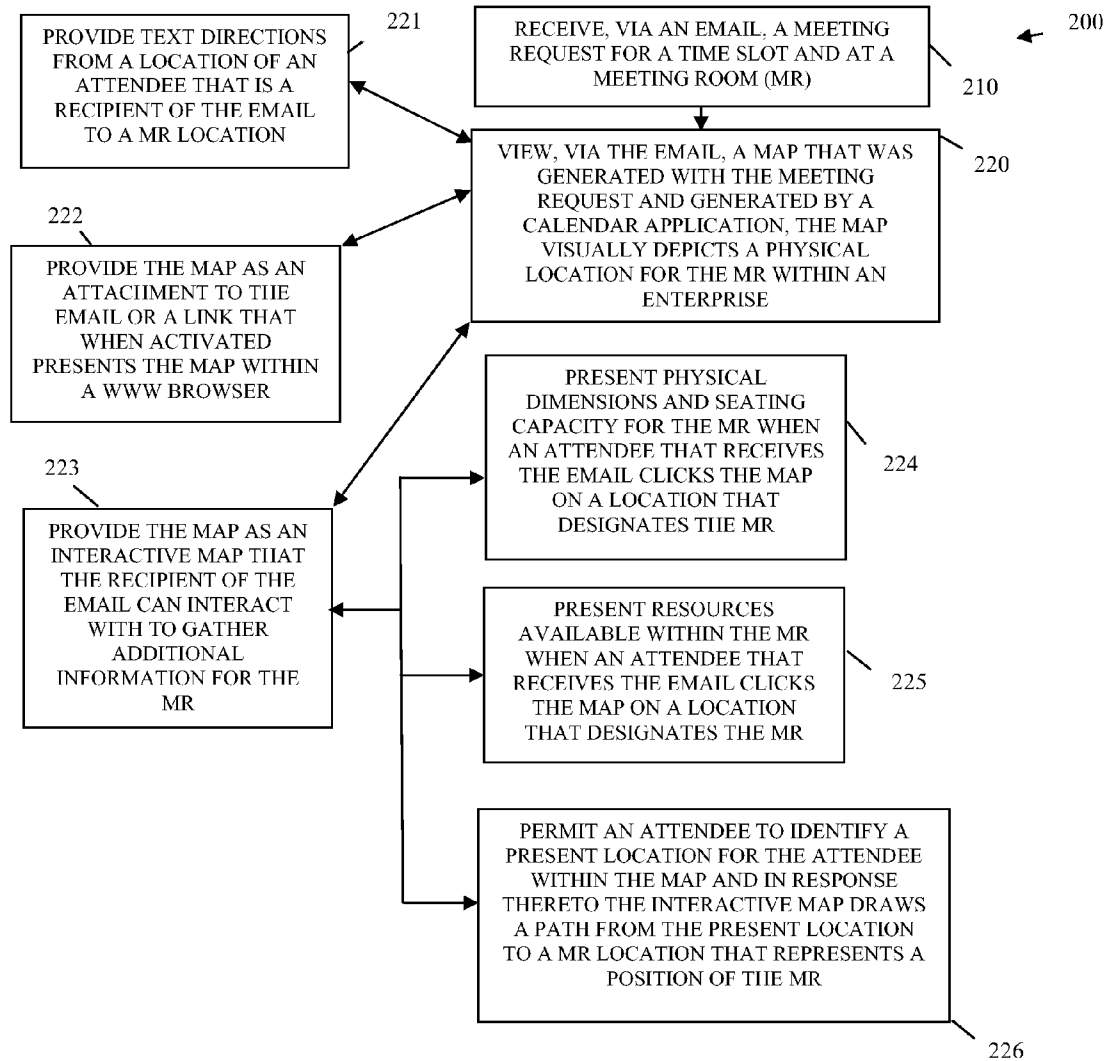 200
RECEIVE, VIA AN EMAIL, A MEETING
REQUEST FOR A TIME SLOT AND AT A
MEETING ROOM (MR)
210
VIEW, VIA THE EMAIL, A MAP THAT WAS
GENERATED WITH THE MEETING
REQUEST AND GENERATED BY A
CALENDAR APPLICATION, THE MAP
VISUALLY DEPICTS A PHYSICAL
LOCATION FOR THE MR WITHIN AN
ENTERPRISE
220
PROVIDE TEXT DIRECTIONS
FROM A LOCATION OF AN
ATTENDEE THAT IS A
RECIPIENT OF THE EMAIL
TO A MR LOCATION
221
222
PROVIDE THE MAP AS AN
ATTACHMENT TO THE
EMAIL OR A LINK THAT
WHEN ACTIVATED
PRESENTS THE MAP WITHIN
A WWW BROWSER
223
PROVIDE THE MAP AS AN
INTERACTIVE MAP THAT
THE RECIPIENT OF THE
EMAIL CAN INTERACT
WITH TO GATHER
ADDITIONAL
INFORMATION FOR THE
MR
PRESENT PHYSICAL
DIMENSIONS AND SEATING
CAPACITY FOR THE MR WHEN
AN ATTENDEE THAT RECEIVES
THE EMAIL CLICKS THE MAP
ON A LOCATION THAT
DESIGNATES THE MR
224
PRESENT RESOURCES
AVAILABLE WITHIN THE MR
WHEN AN ATTENDEE THAT
RECEIVES THE EMAIL CLICKS
THE MAP ON A LOCATION
THAT DESIGNATES THE MR
225
PERMIT AN ATTENDEE TO IDENTIFY A
PRESENT LOCATION FOR THE ATTENDEE
WITHIN THE MAP AND IN RESPONSE
THERETO THE INTERACTIVE MAP DRAWS
A PATH FROM THE PRESENT LOCATION
TO A MR LOCATION THAT REPRESENTS A
POSITION OF THE MR
226